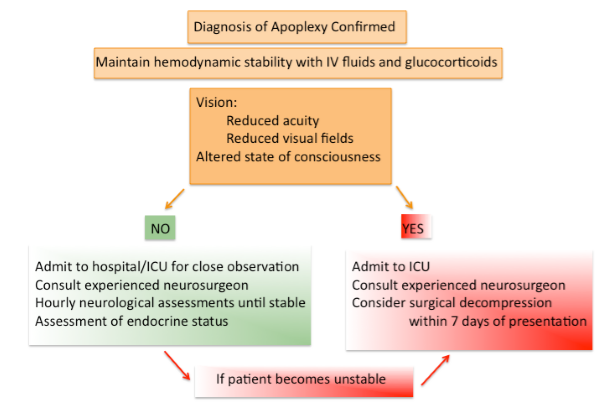 Diagnosis of Apoplexy Confirmed
Maintain hemodynamic stability with IV fluids and glucocorticoids
Vision:
Reduced acuity
Reduced visual fields
Altered state of consciousness
NO
YES
Admit to hospital/ICU for close observation
Consult experienced neurosurgeon
Hourly neurological assessments until stable
Assessment of endocrine status
Admit to ICU
Consult experienced neurosurgeon
Consider surgical decompression
within 7 days of presentation
If patient becomes unstable